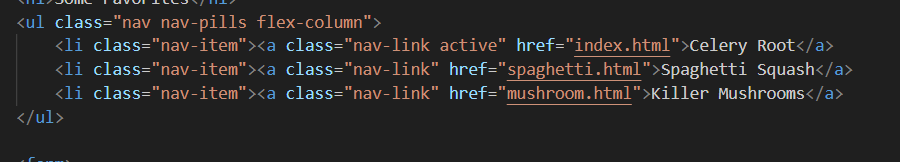 <h1>Some Favorites</h1>
<ul class="nav nav-pills flex-column">
<li class="nav-item"><a class="nav-link active" href="index.html">Celery Root</a>
<li class="nav-item"><a class="nav-link" href="spaghetti.html">Spaghetti Squash</a>
<li class="nav-item"><a class="nav-link" href="mushroom.html">Killer Mushrooms</a>
</ul>
<form>